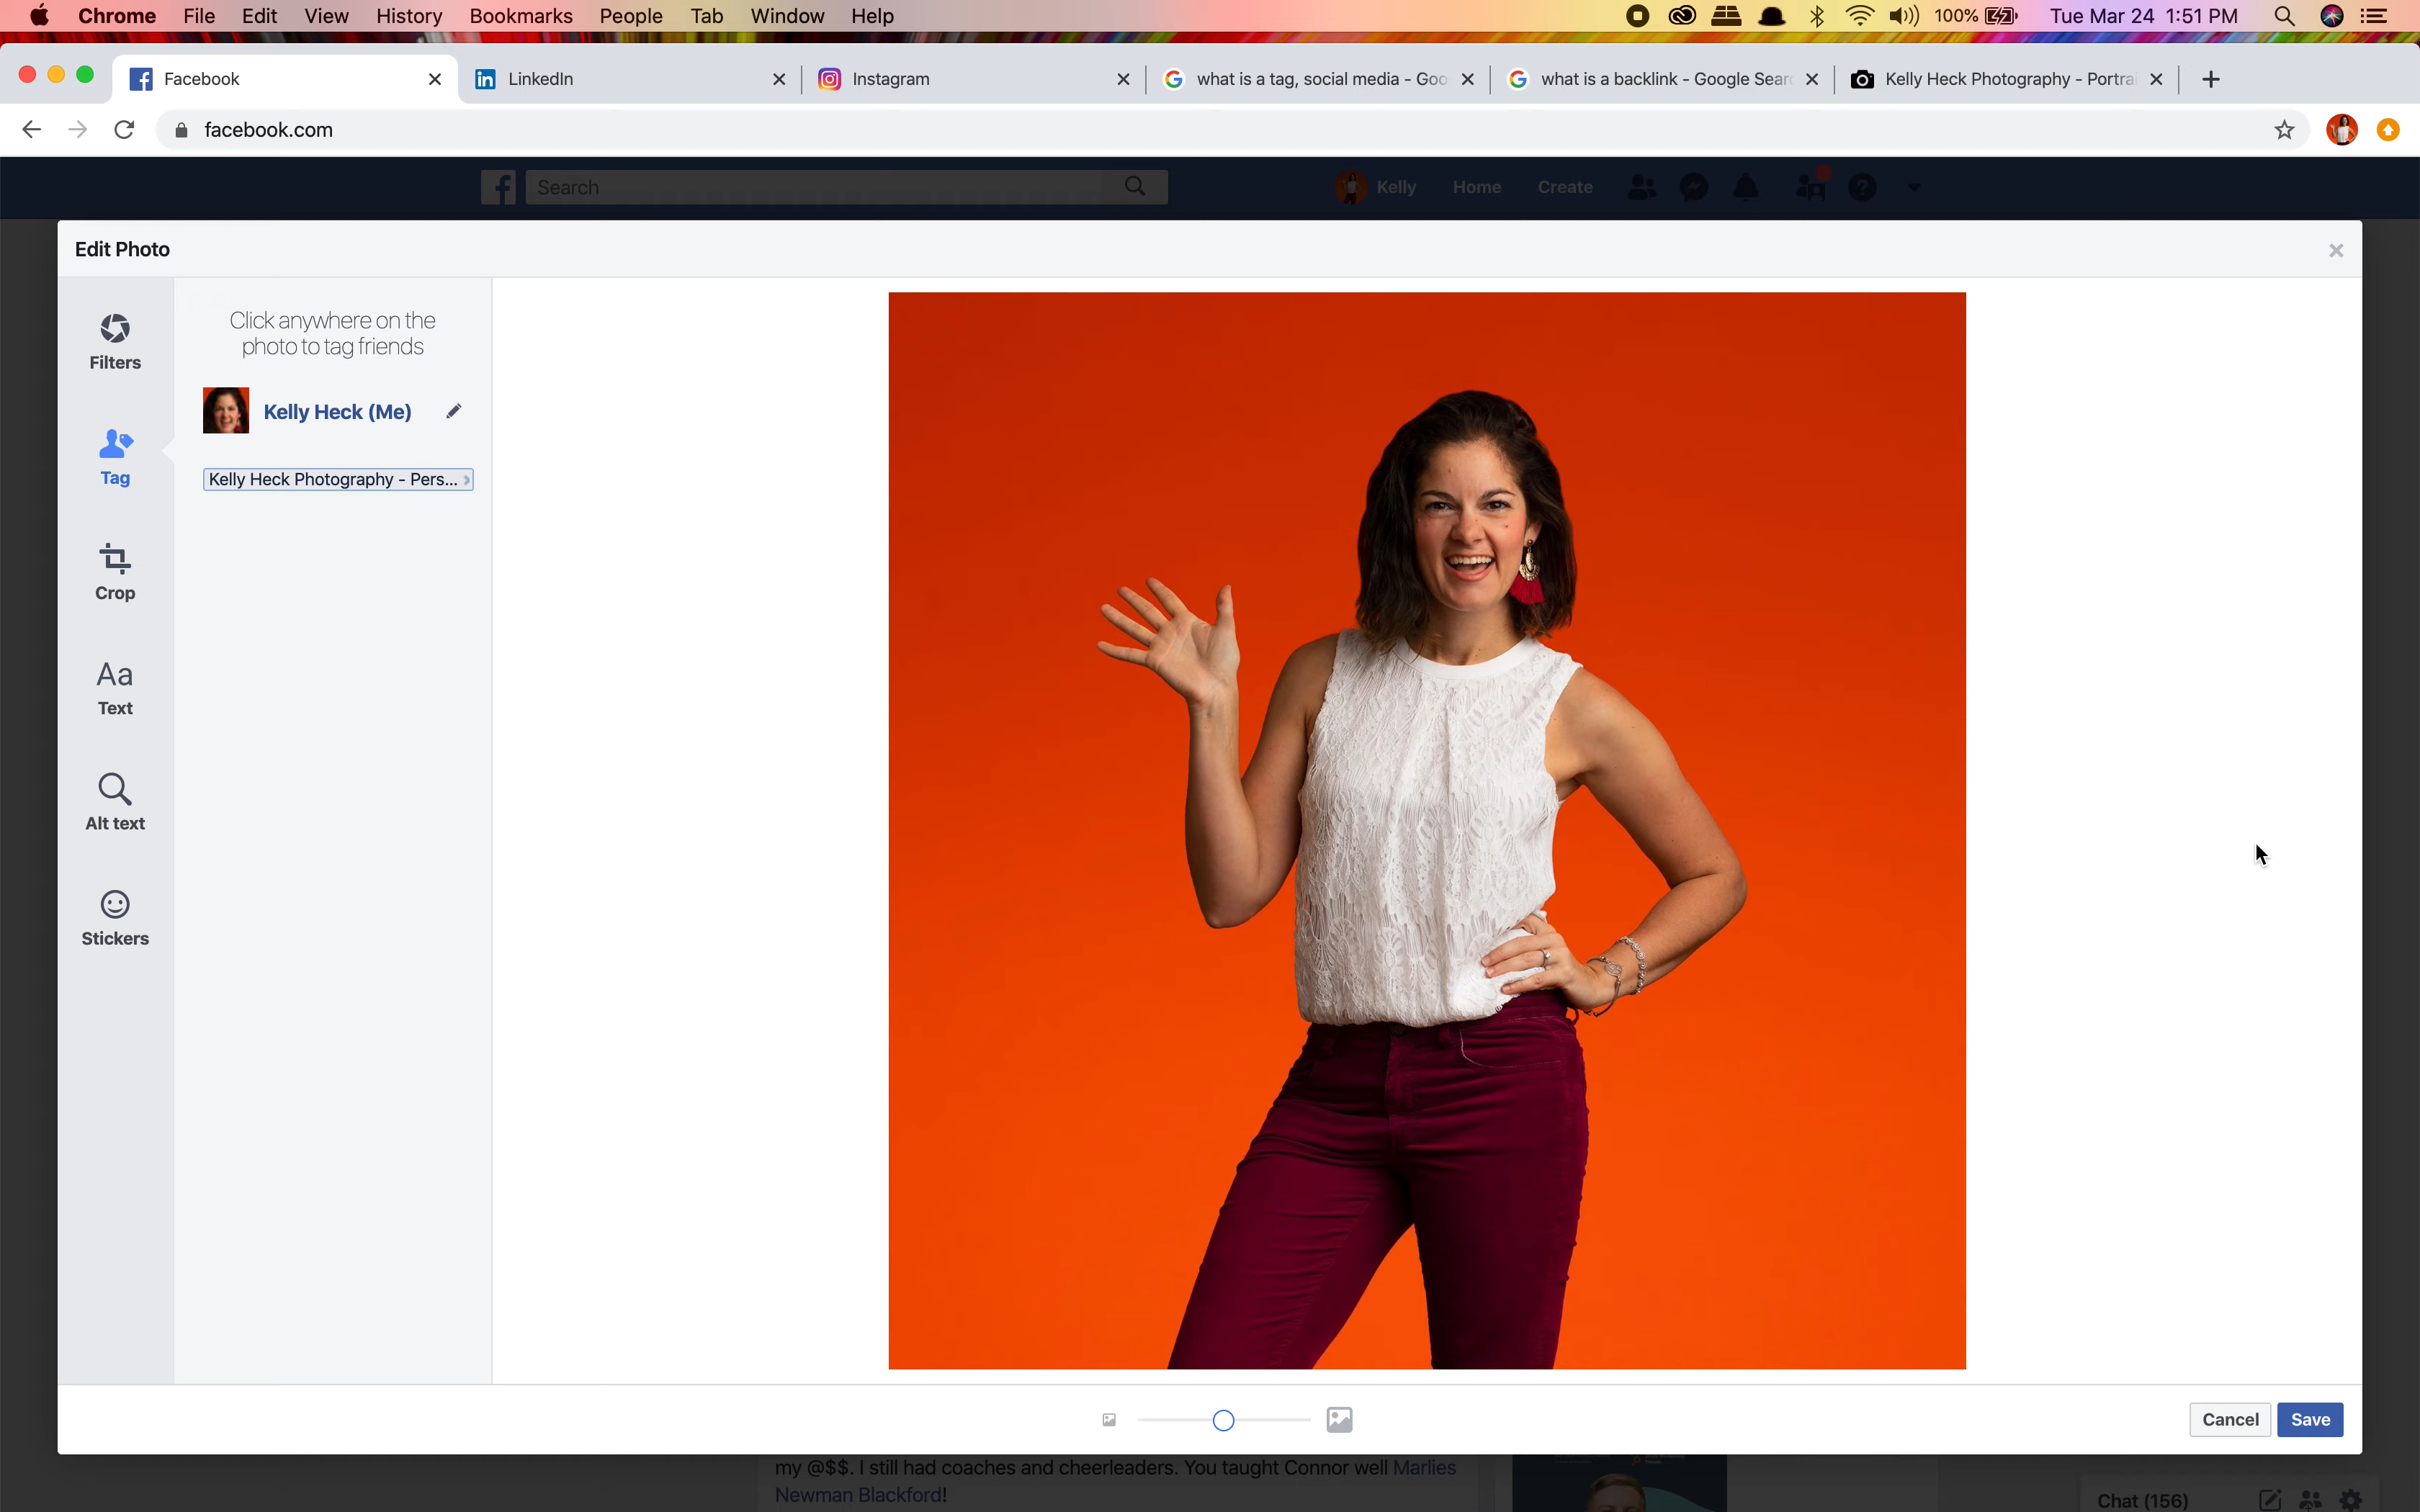 Chrome File Edit View History Bookmarks People Tab Window Help 100% Tue Mar 24 1:51 PM
Facebook LinkedIn Instagram what is a tag, social media - Goo what is a backlink - Google Sear Kelly Heck Photography - Portrai
facebook.com
Search Kelly Home Create
Edit Photo
Click anywhere on the
photo to tag friends
Filters
Kelly Heck (Me)
Tag
Kelly Heck Photography - Pers...
Crop
Aa
Text
Alt text
Stickers
Cancel Save
my @$$. I still had coaches and cheerleaders. You taught Connor well Marlies
Newman Blackford!
Chat (156)